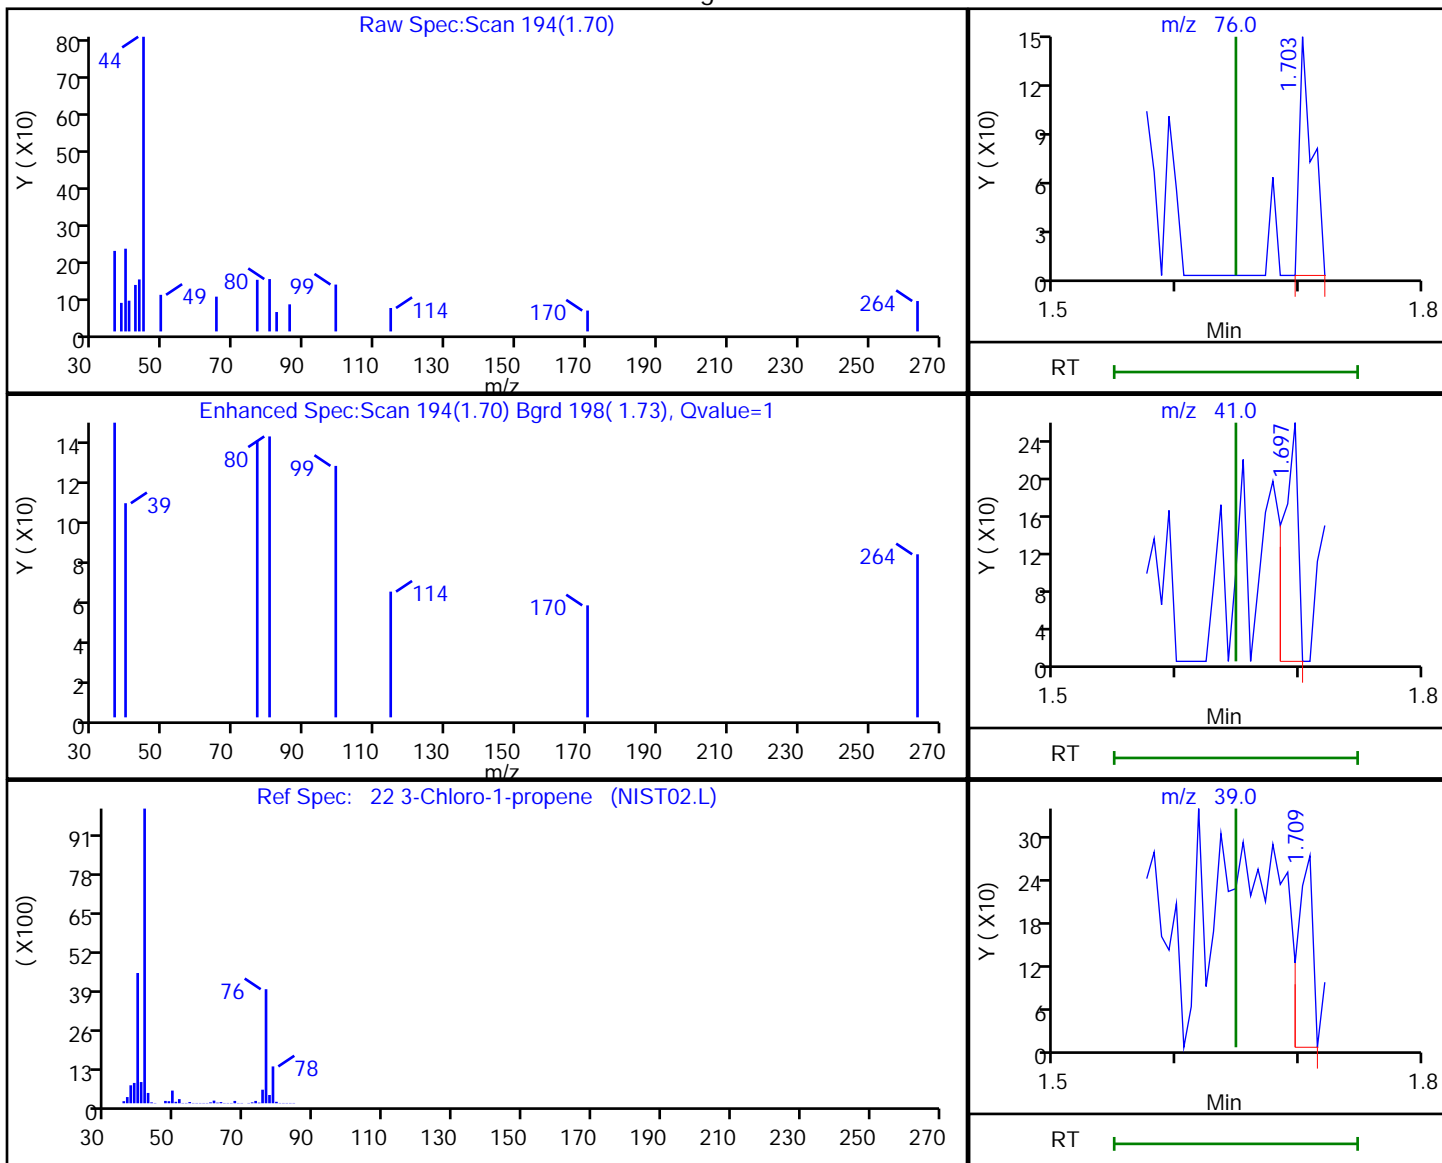 Raw Spec:Scan 194(1.70)
Y ( X10)
80
70
60
50
40
30
20
10
0
44
49
80
99
114
170
264
30 50 70 90 110 130 150 170 190 210 230 250 270
m/z
m/z 76.0
Y ( X10)
15
12
9
6
3
0
1.703
1.5 1.8
Min
RT
Enhanced Spec:Scan 194(1.70) Bgrd 198( 1.73), Qvalue=1
Y ( X10)
14
12
10
8
6
4
2
0
39
80
99
114
170
264
30 50 70 90 110 130 150 170 190 210 230 250 270
m/z
m/z 41.0
Y ( X10)
24
20
16
12
8
4
0
1.697
1.5 1.8
Min
RT
Ref Spec: 22 3-Chloro-1-propene (NIST02.L)
( X100)
91
78
65
52
39
26
13
0
76
78
30 50 70 90 110 130 150 170 190 210 230 250 270
m/z 39.0
Y ( X10)
30
24
18
12
6
0
1.709
1.5 1.8
Min
RT